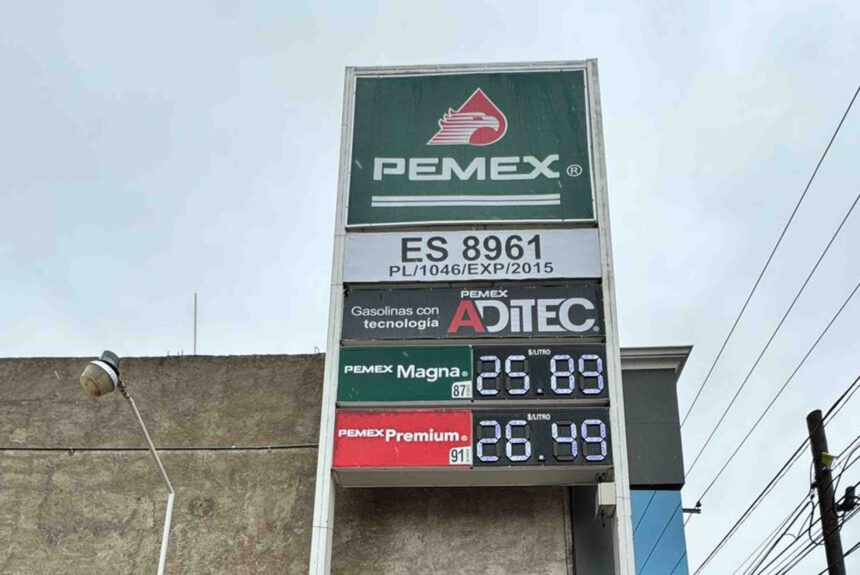 PEMEX®
ES 8961
PL/1046/EXP/2015
Gasolinas con tecnología
PEMEX
ADITEC®
PEMEX Magna®
87
$/LITRO
25.89
PEMEX Premium®
91
$/LITRO
26.49